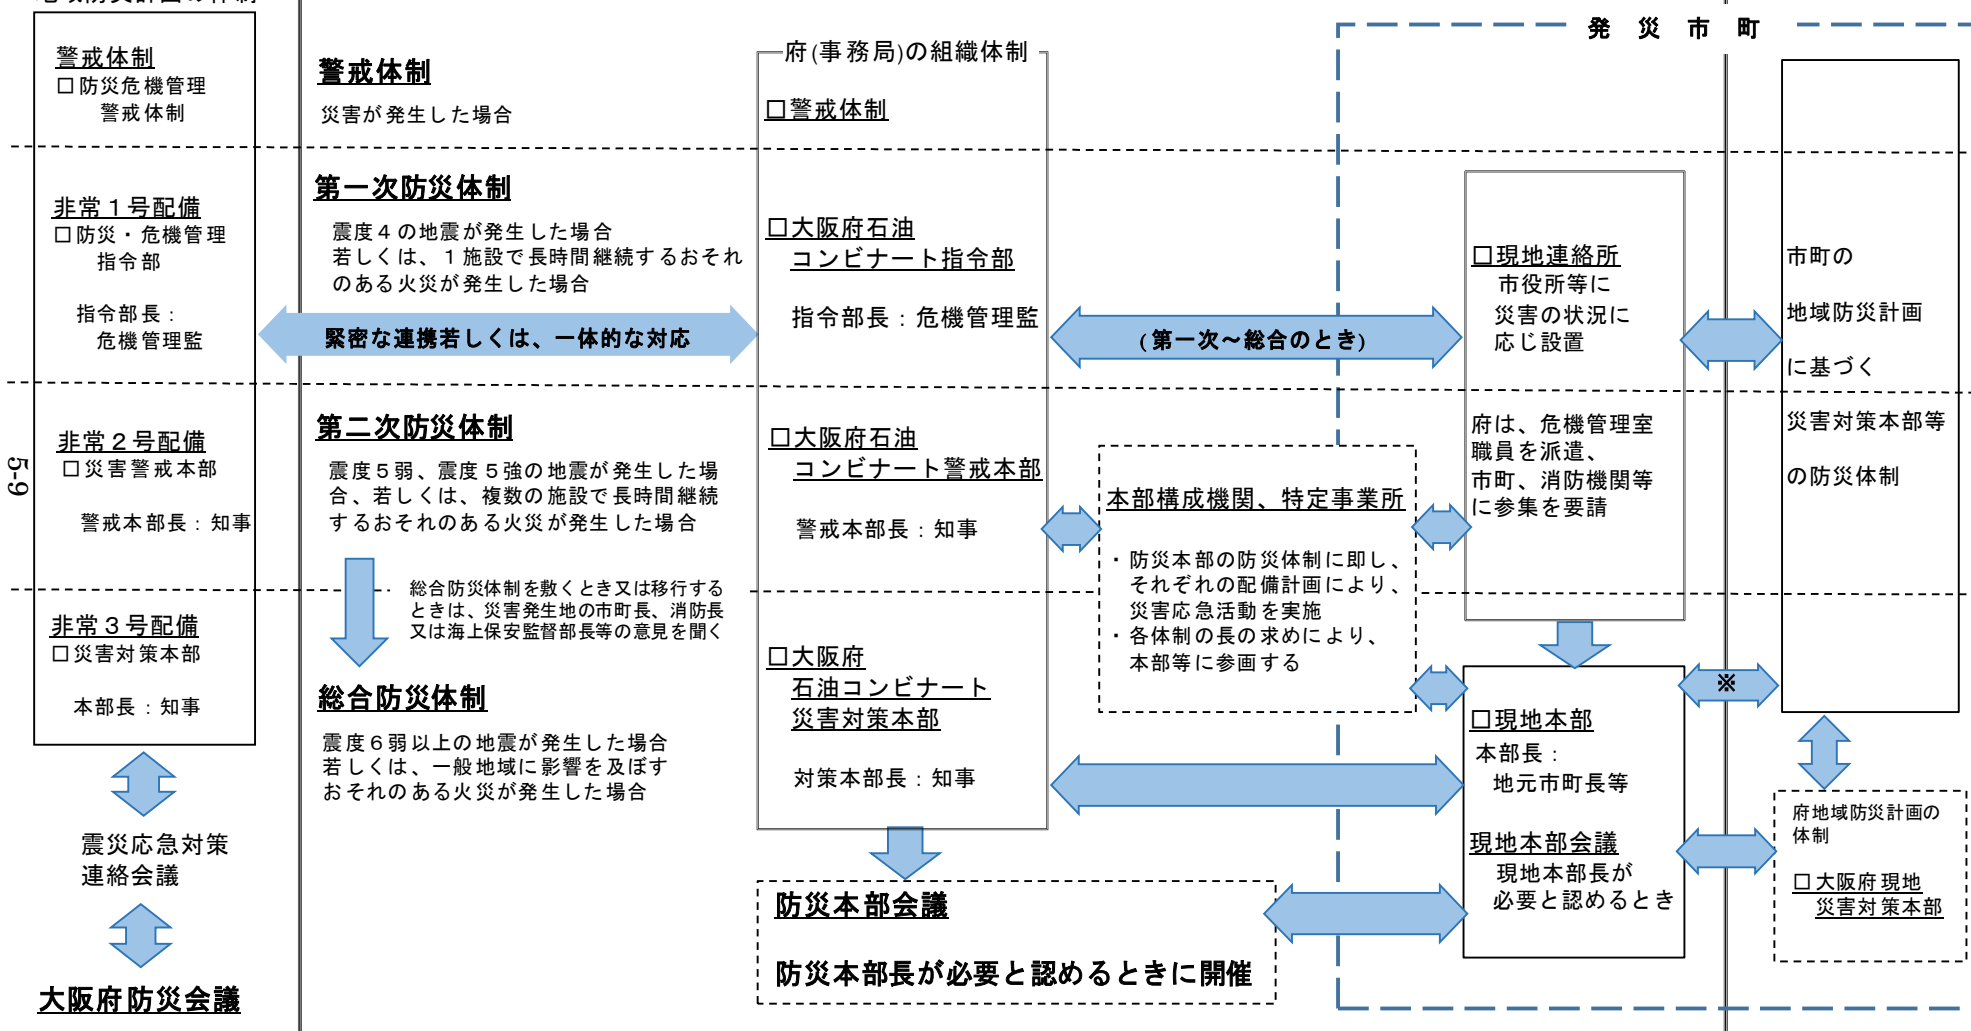 発災市町
警戒体制
□防災危機管理
警戒体制
非常１号配備
□防災・危機管理
指令部
指令部長：
危機管理監
非常２号配備
□災害警戒本部
警戒本部長：知事
非常３号配備
□災害対策本部
本部長：知事
震災応急対策
連絡会議
大阪府防災会議
5-9
警戒体制
災害が発生した場合
第一次防災体制
震度４の地震が発生した場合
若しくは、１施設で長時間継続するおそれ
のある火災が発生した場合
緊密な連携若しくは、一体的な対応
第二次防災体制
震度５弱、震度５強の地震が発生した場
合、若しくは、複数の施設で長時間継続
するおそれのある火災が発生した場合
総合防災体制を敷くとき又は移行する
ときは、災害発生地の市町長、消防長
又は海上保安監督部長等の意見を聞く
総合防災体制
震度６弱以上の地震が発生した場合
若しくは、一般地域に影響を及ぼす
おそれのある火災が発生した場合
府(事務局)の組織体制
□警戒体制
□大阪府石油
コンビナート指令部
指令部長：危機管理監
□大阪府石油
コンビナート警戒本部
警戒本部長：知事
□大阪府
石油コンビナート
災害対策本部
対策本部長：知事
防災本部会議
防災本部長が必要と認めるときに開催
(第一次～総合のとき)
本部構成機関、特定事業所
・防災本部の防災体制に即し、
それぞれの配備計画により、
災害応急活動を実施
・各体制の長の求めにより、
本部等に参画する
□現地連絡所
市役所等に
災害の状況に
応じ設置
府は、危機管理室
職員を派遣、
市町、消防機関等
に参集を要請
□現地本部
本部長：
地元市町長等
現地本部会議
現地本部長が
必要と認めるとき
※
市町の
地域防災計画
に基づく
災害対策本部等
の防災体制
府地域防災計画の
体制
□大阪府現地
災害対策本部